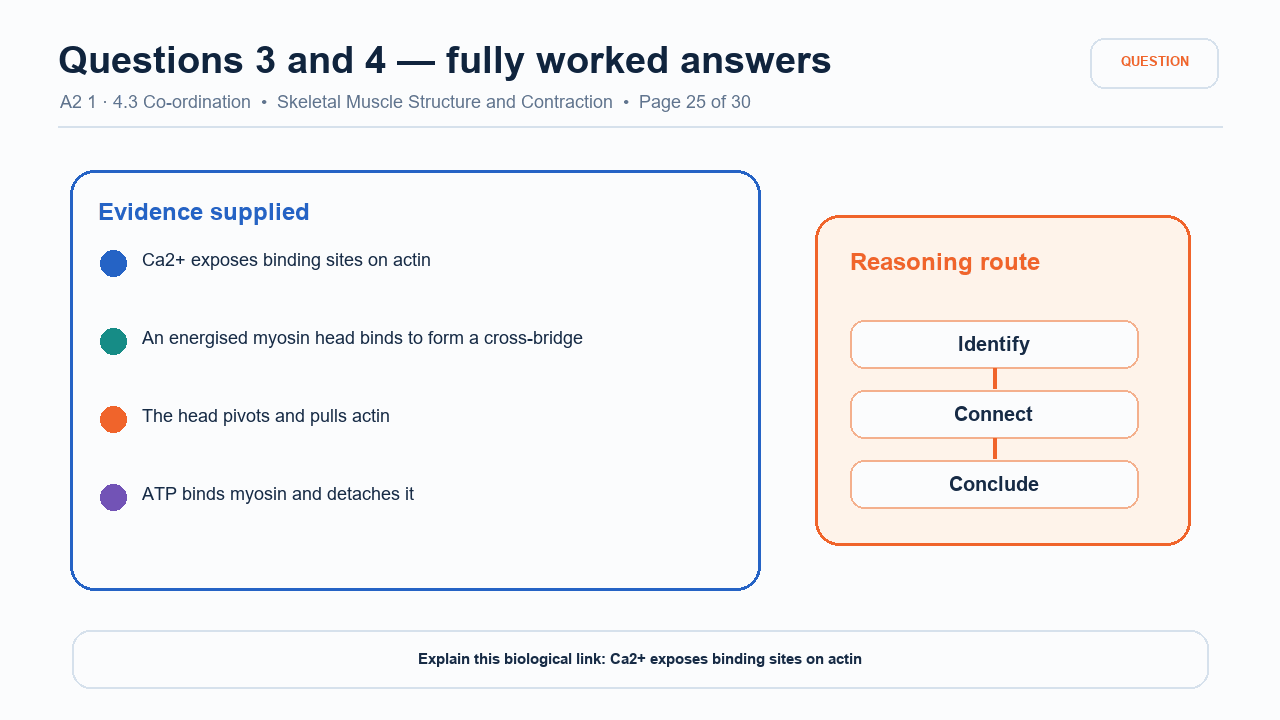 Questions 3 and 4 — fully worked answers
QUESTION
A2 1 · 4.3 Co-ordination • Skeletal Muscle Structure and Contraction • Page 25 of 30
Evidence supplied
Ca2+ exposes binding sites on actin
An energised myosin head binds to form a cross-bridge
The head pivots and pulls actin
ATP binds myosin and detaches it
Reasoning route
Identify
Connect
Conclude
Explain this biological link: Ca2+ exposes binding sites on actin